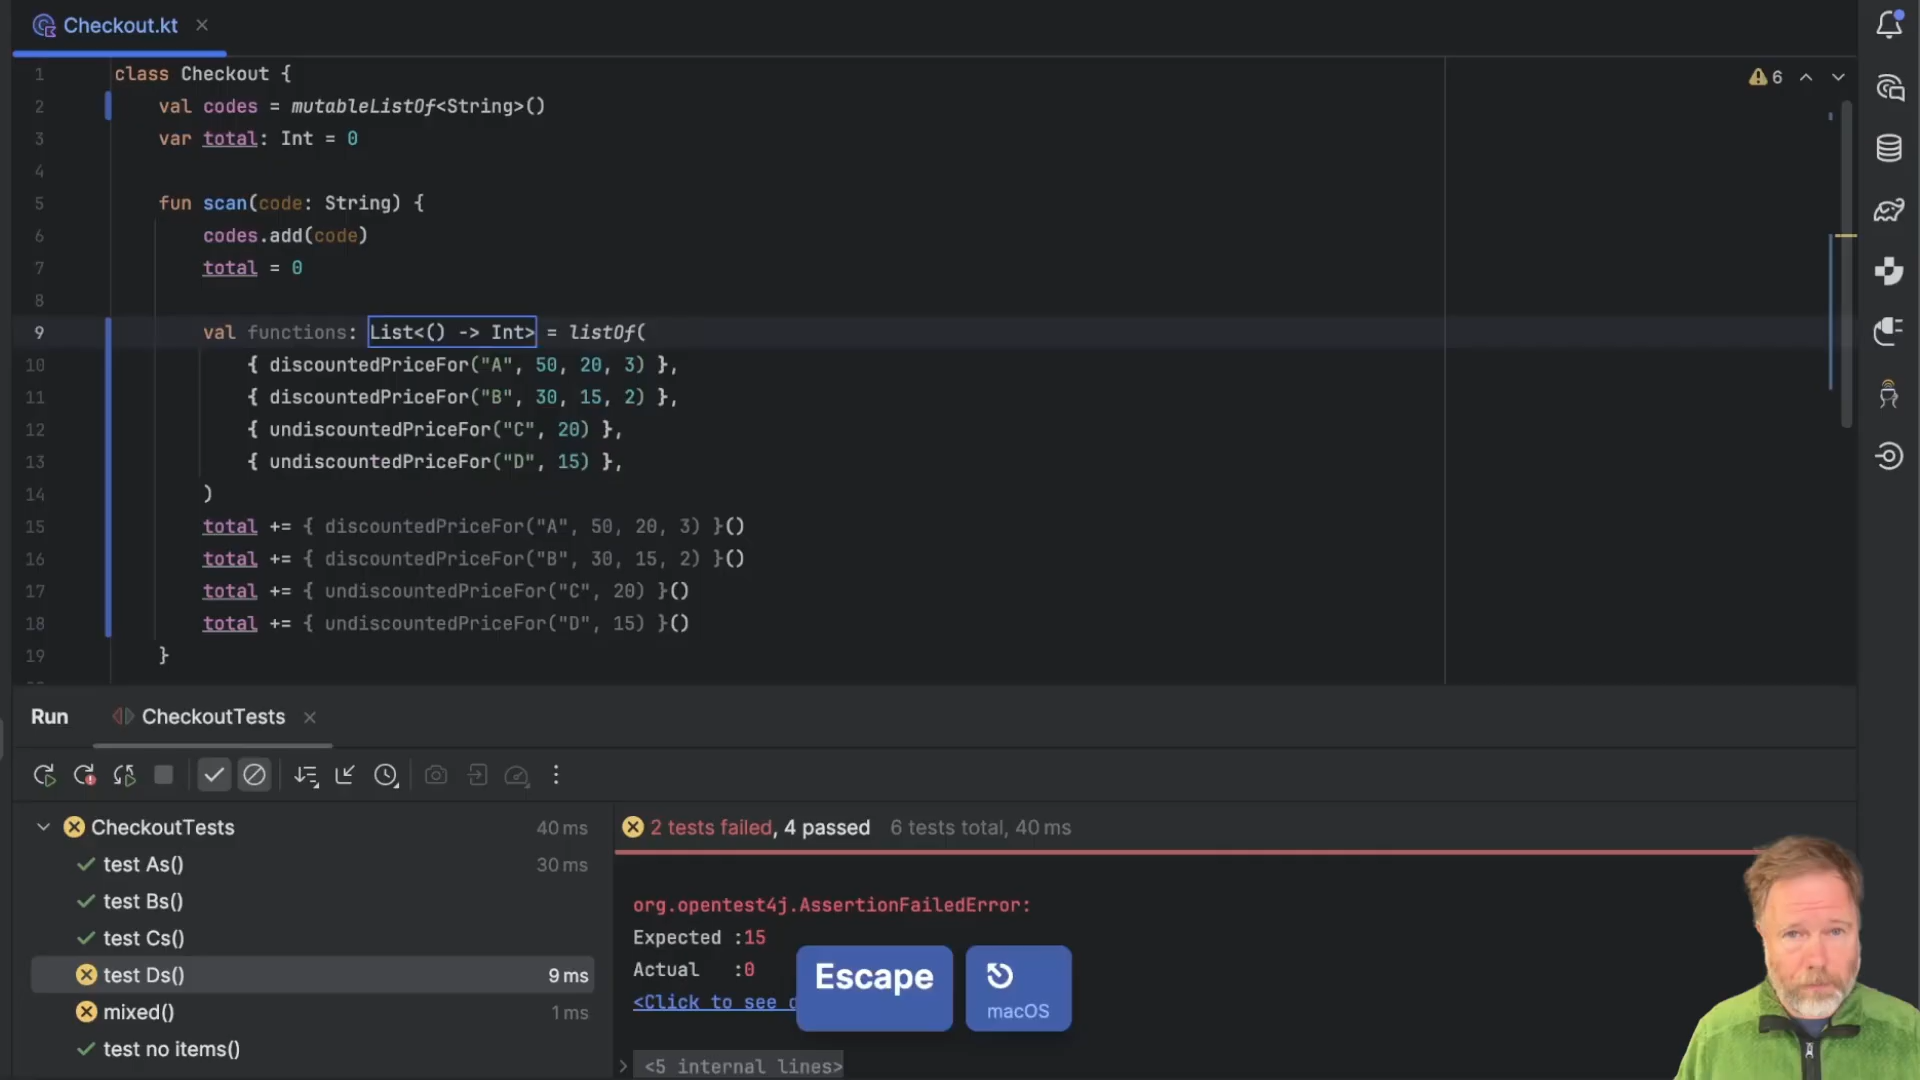 Checkout.kt
6
1 class Checkout {
2 val codes = mutableListOf<String>()
3 var total: Int = 0
4
5 fun scan(code: String) {
6 codes.add(code)
7 total = 0
8
9 val functions: List<() -> Int> = listOf(
10 { discountedPriceFor("A", 50, 20, 3) },
11 { discountedPriceFor("B", 30, 15, 2) },
12 { undiscountedPriceFor("C", 20) },
13 { undiscountedPriceFor("D", 15) },
14 )
15 total += { discountedPriceFor("A", 50, 20, 3) }()
16 total += { discountedPriceFor("B", 30, 15, 2) }()
17 total += { undiscountedPriceFor("C", 20) }()
18 total += { undiscountedPriceFor("D", 15) }()
19 }
Run CheckoutTests
CheckoutTests 40 ms
test As() 30 ms
test Bs()
test Cs()
test Ds() 9 ms
mixed() 1 ms
test no items()
2 tests failed, 4 passed 6 tests total, 40 ms
org.opentest4j.AssertionFailedError:
Expected :15
Actual :0
<Click to see
<5 internal lines>
Escape
macOS